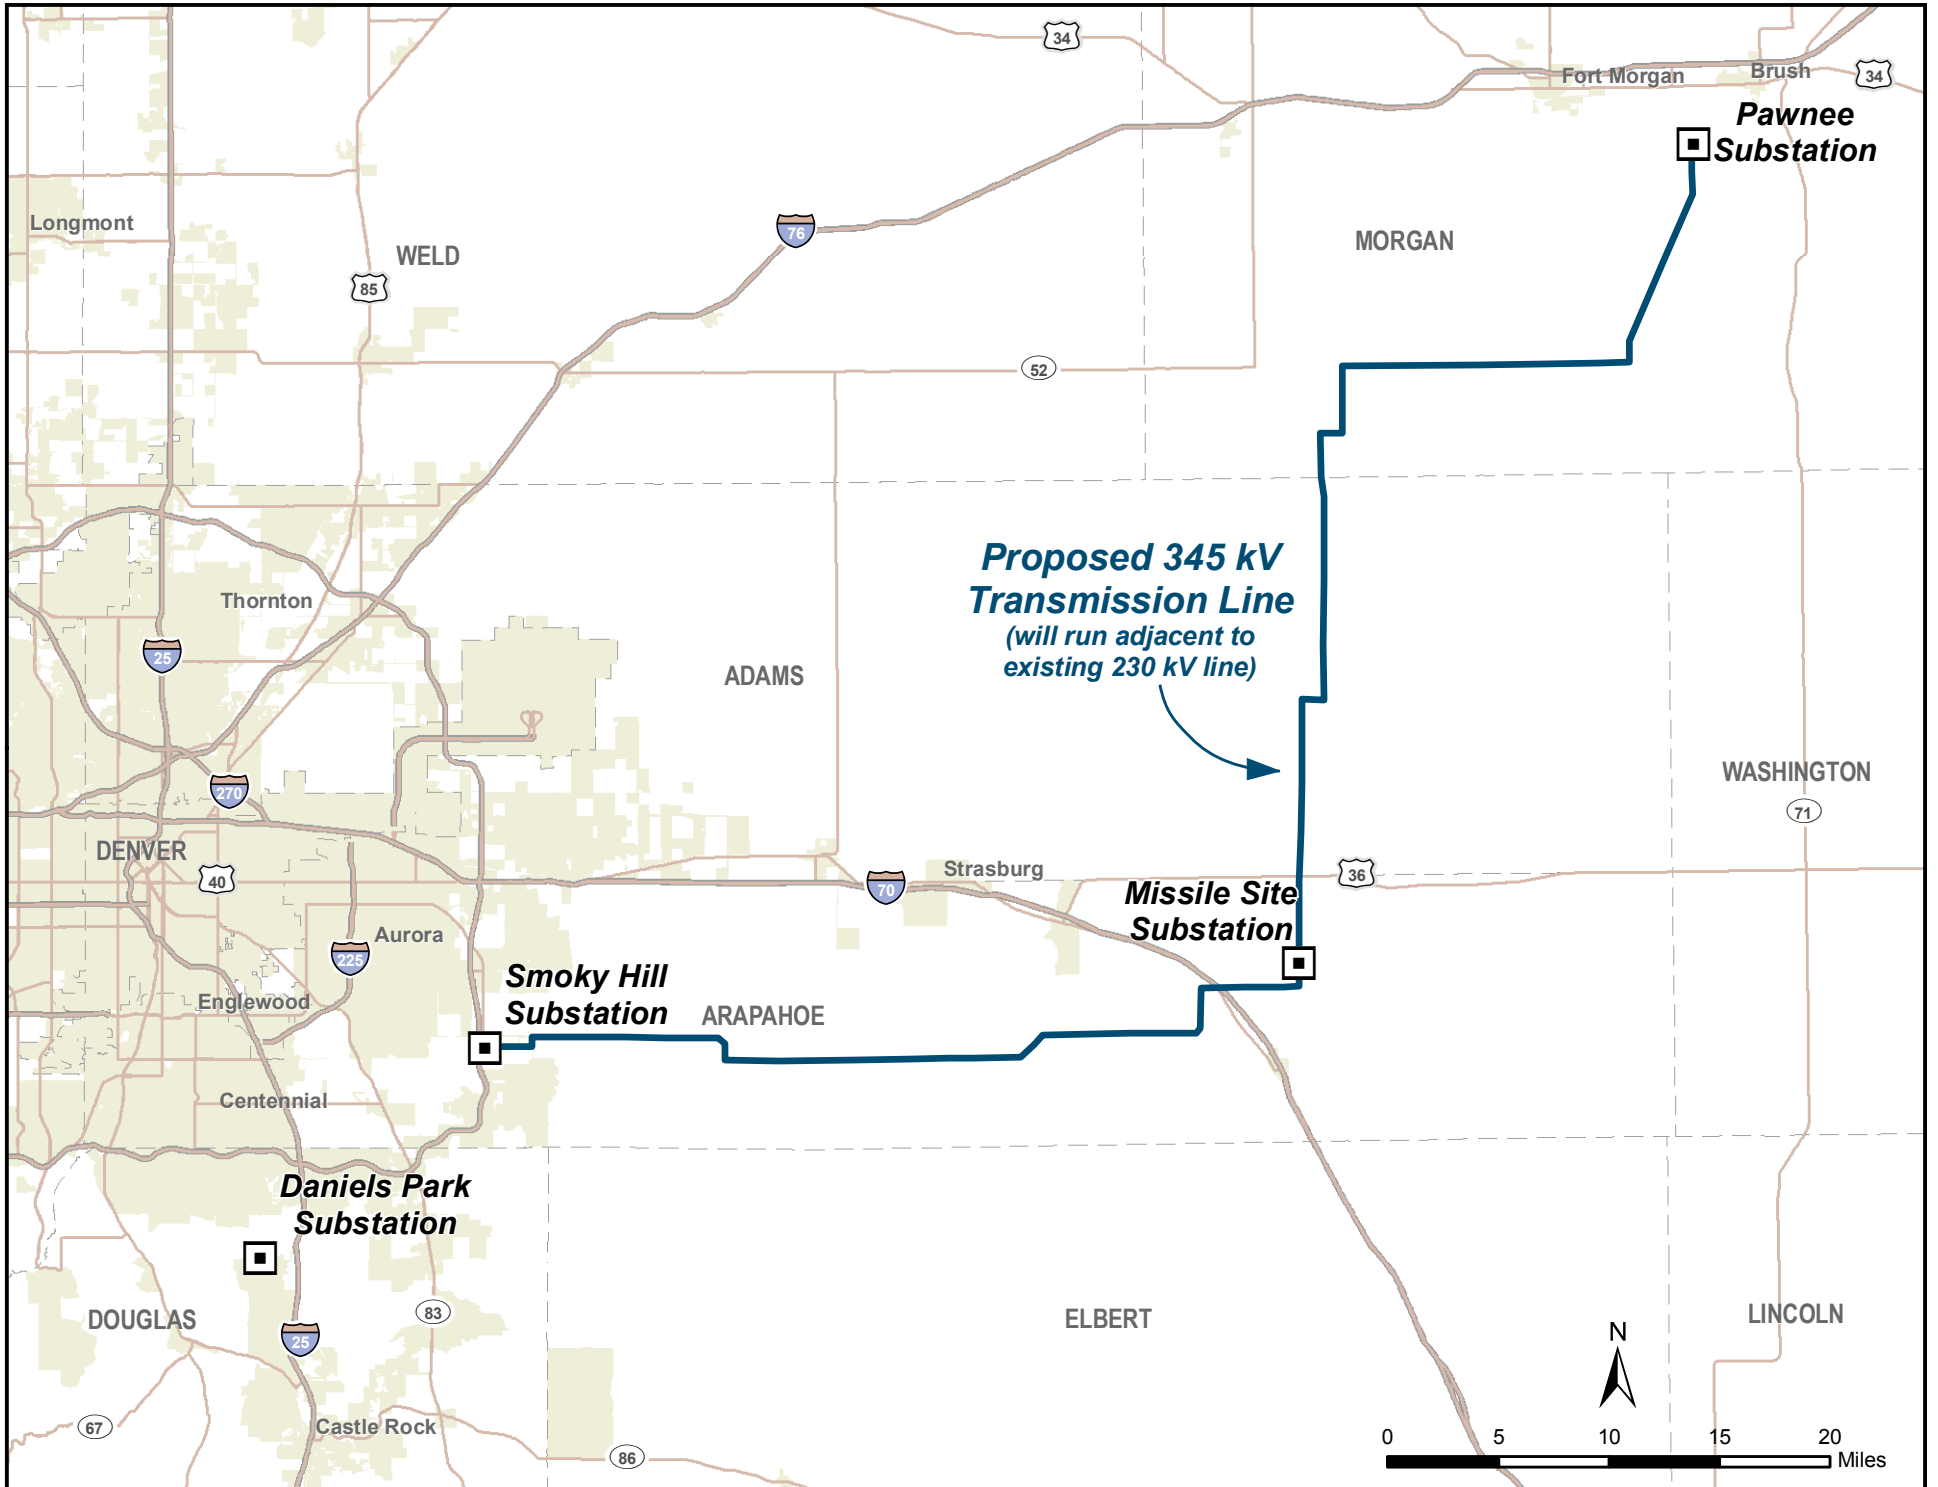 34
Fort Morgan
Brush
34
Pawnee
Substation
Longmont
76
WELD
MORGAN
85
52
Proposed 345 kV
Transmission Line
(will run adjacent to
existing 230 kV line)
Thornton
25
ADAMS
WASHINGTON
270
71
DENVER
40
Strasburg
70
36
Missile Site
Substation
Aurora
225
Smoky Hill
Substation
Englewood
ARAPAHOE
Centennial
Daniels Park
Substation
DOUGLAS
83
25
ELBERT
LINCOLN
N
Castle Rock
67
86
0 5 10 15 20
Miles